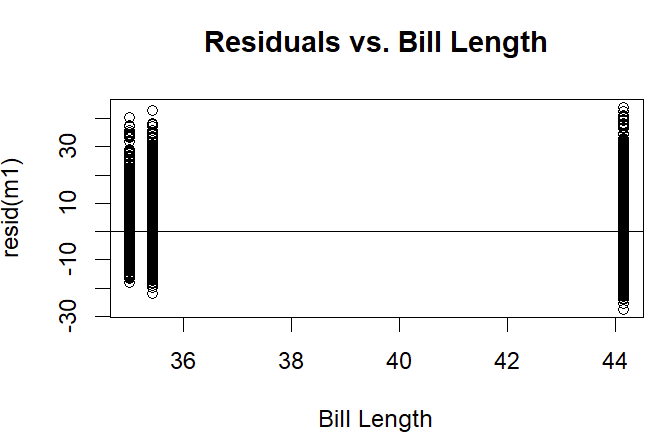 Residuals vs. Bill Length
resid(m1)
30
10
-10
-30
36 38 40 42 44
Bill Length